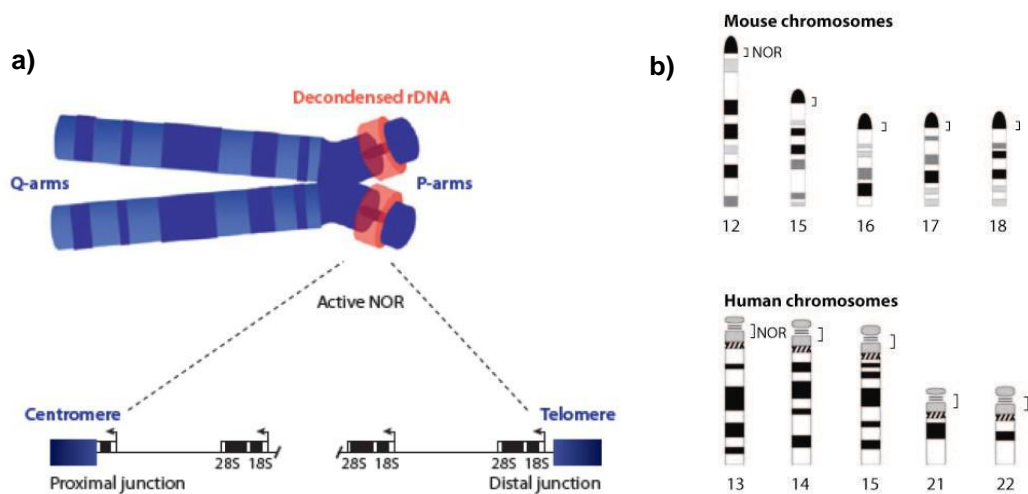 a)
Decondensed rDNA
Q-arms
P-arms
Active NOR
Centromere
Telomere
28S 18S
28S 18S
28S 18S
Proximal junction
Distal junction
b)
Mouse chromosomes
NOR
12
15
16
17
18
Human chromosomes
NOR
13
14
15
21
22